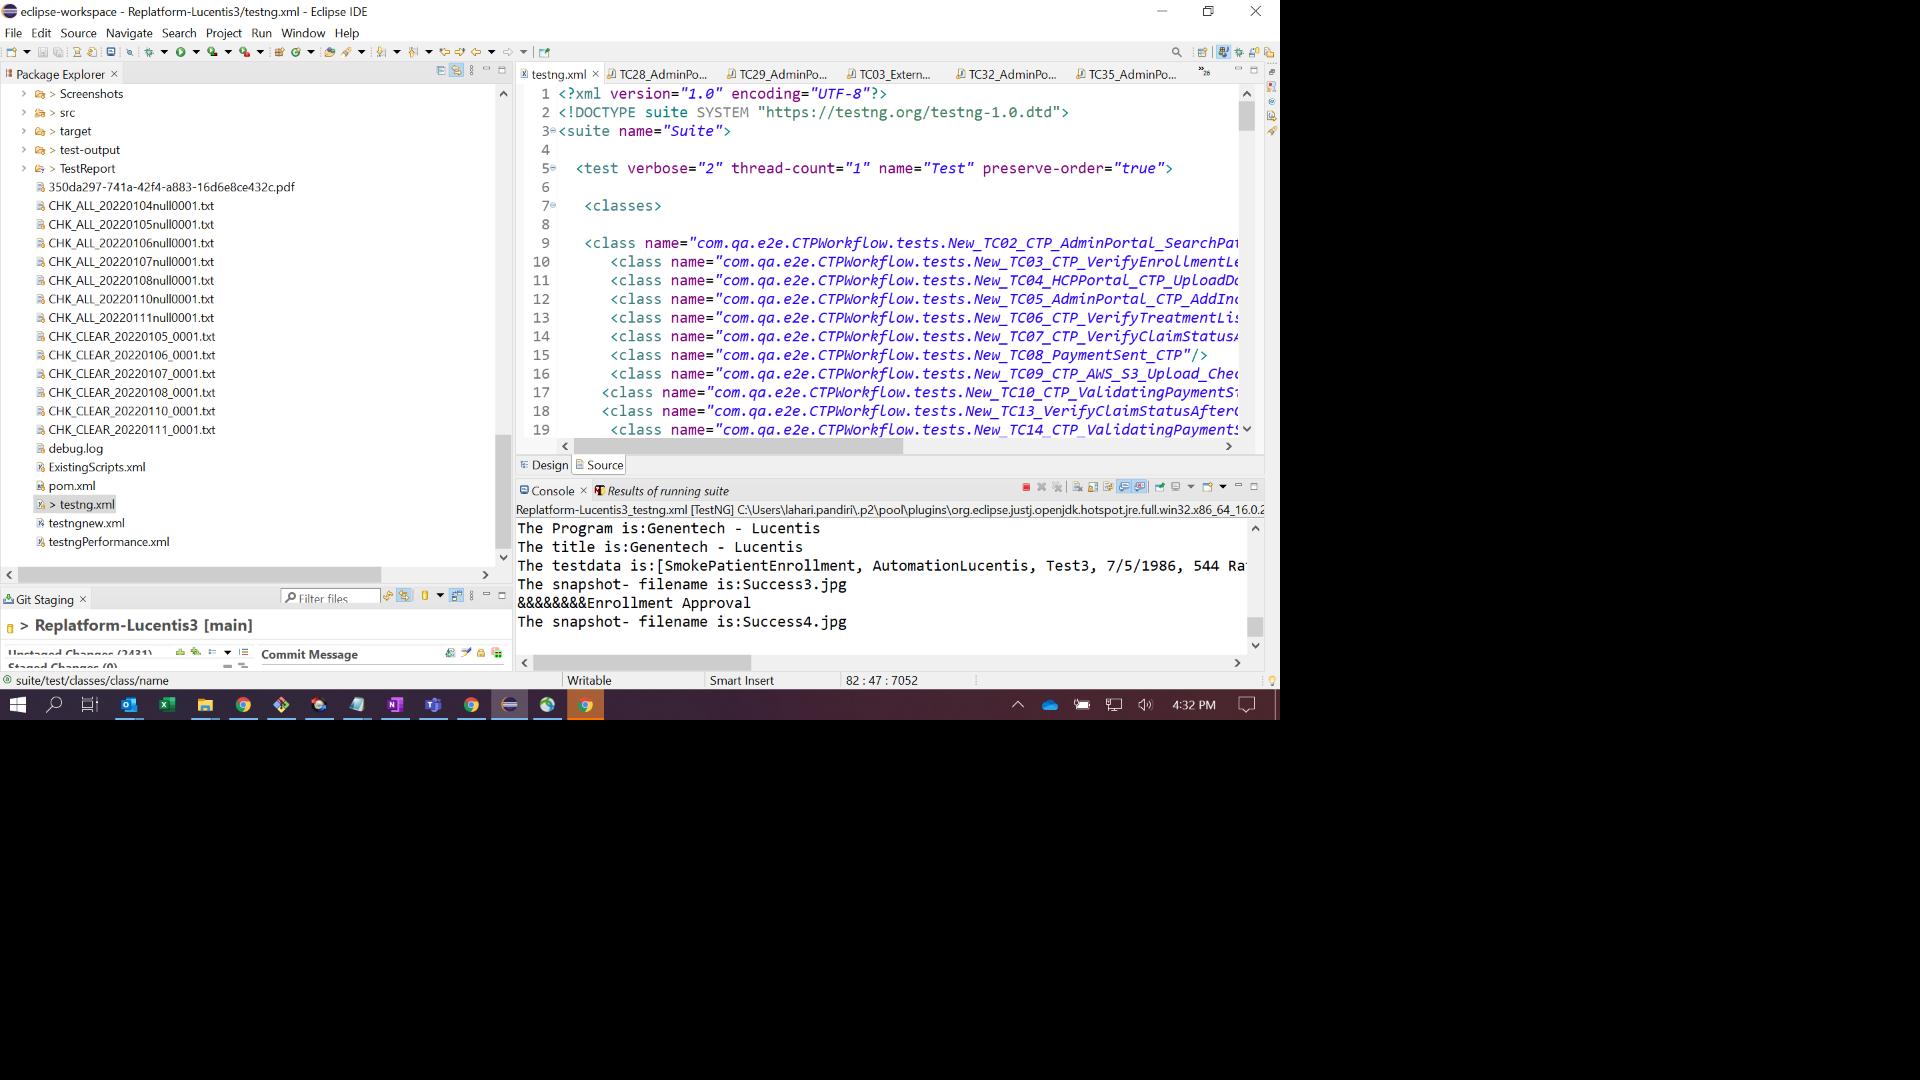 eclipse-workspace - Replatform-Lucentis3/testng.xml - Eclipse IDE
File Edit Source Navigate Search Project Run Window Help
Package Explorer
> Screenshots
> src
> target
> test-output
> TestReport
350da297-741a-42f4-a883-16d6e8ce432c.pdf
CHK_ALL_20220104null0001.txt
CHK_ALL_20220105null0001.txt
CHK_ALL_20220106null0001.txt
CHK_ALL_20220107null0001.txt
CHK_ALL_20220108null0001.txt
CHK_ALL_20220110null0001.txt
CHK_ALL_20220111null0001.txt
CHK_CLEAR_20220105_0001.txt
CHK_CLEAR_20220106_0001.txt
CHK_CLEAR_20220107_0001.txt
CHK_CLEAR_20220108_0001.txt
CHK_CLEAR_20220110_0001.txt
CHK_CLEAR_20220111_0001.txt
debug.log
ExistingScripts.xml
pom.xml
> testng.xml
testngnew.xml
testngPerformance.xml
Git Staging
Filter files
> Replatform-Lucentis3 [main]
Unstaged Changes (2431)
Staged Changes (0)
Commit Message
testng.xml TC28_AdminPo... TC29_AdminPo... TC03_Extern... TC32_AdminPo... TC35_AdminPo... »28
1 <?xml version="1.0" encoding="UTF-8"?>
2 <!DOCTYPE suite SYSTEM "https://testng.org/testng-1.0.dtd">
3 <suite name="Suite">
4
5 <test verbose="2" thread-count="1" name="Test" preserve-order="true">
6
7 <classes>
8
9 <class name="com.qa.e2e.CTPWorkflow.tests.New_TC02_CTP_AdminPortal_SearchPat
10 <class name="com.qa.e2e.CTPWorkflow.tests.New_TC03_CTP_VerifyEnrollmentLe
11 <class name="com.qa.e2e.CTPWorkflow.tests.New_TC04_HCPPortal_CTP_UploadDo
12 <class name="com.qa.e2e.CTPWorkflow.tests.New_TC05_AdminPortal_CTP_AddInd
13 <class name="com.qa.e2e.CTPWorkflow.tests.New_TC06_CTP_VerifyTreatmentLis
14 <class name="com.qa.e2e.CTPWorkflow.tests.New_TC07_CTP_VerifyClaimStatusA
15 <class name="com.qa.e2e.CTPWorkflow.tests.New_TC08_PaymentSent_CTP"/>
16 <class name="com.qa.e2e.CTPWorkflow.tests.New_TC09_CTP_AWS_S3_Upload_Chec
17 <class name="com.qa.e2e.CTPWorkflow.tests.New_TC10_CTP_ValidatingPaymentSt
18 <class name="com.qa.e2e.CTPWorkflow.tests.New_TC13_VerifyClaimStatusAfterC
19 <class name="com.qa.e2e.CTPWorkflow.tests.New_TC14_CTP_ValidatingPaymentS
Design Source
Console Results of running suite
Replatform-Lucentis3_testng.xml [TestNG] C:\Users\lahari.pandiri\.p2\pool\plugins\org.eclipse.justj.openjdk.hotspot.jre.full.win32.x86_64_16.0.2
The Program is:Genentech - Lucentis
The title is:Genentech - Lucentis
The testdata is:[SmokePatientEnrollment, AutomationLucentis, Test3, 7/5/1986, 544 Ra
The snapshot- filename is:Success3.jpg
&&&&&&&&Enrollment Approval
The snapshot- filename is:Success4.jpg
suite/test/classes/class/name Writable Smart Insert 82 : 47 : 7052
4:32 PM